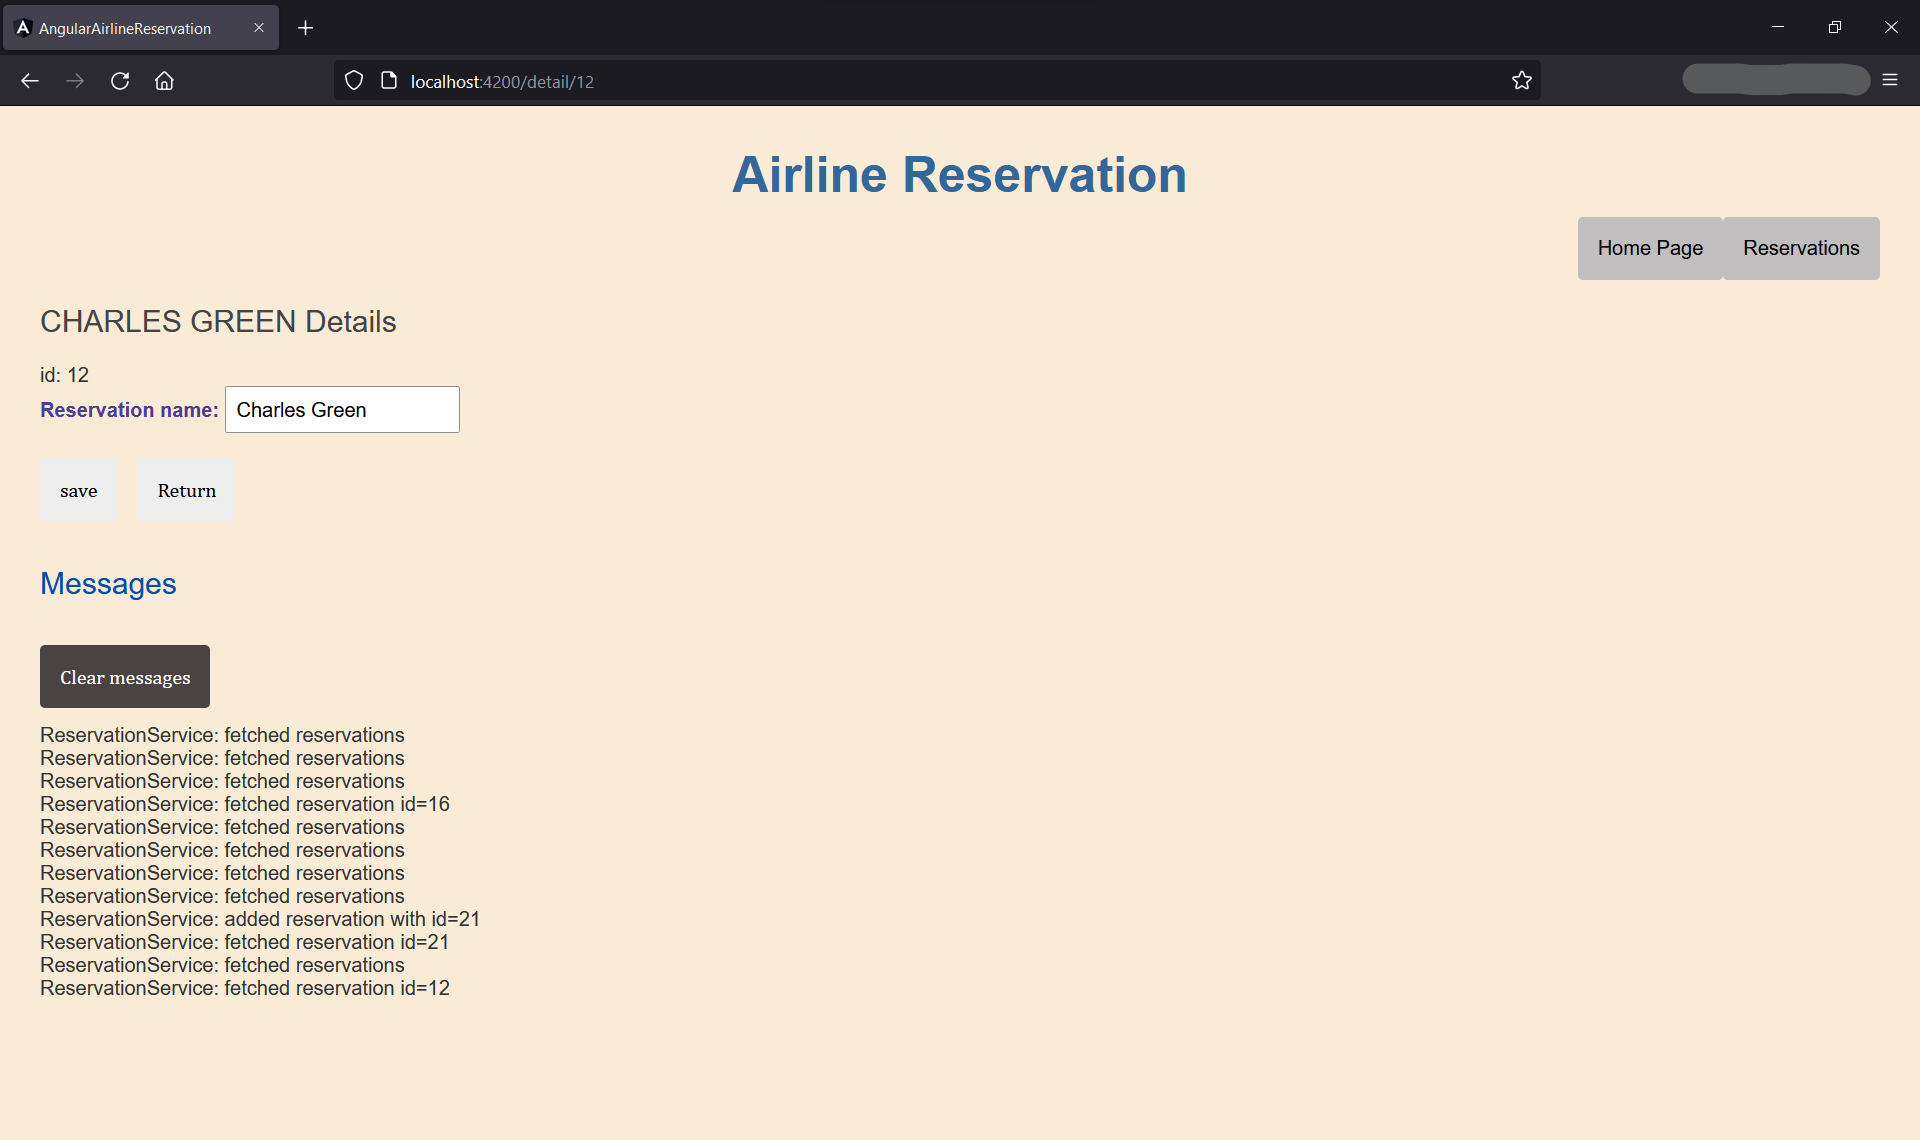 AngularAirlineReservation
localhost:4200/detail/12
Airline Reservation
Home Page Reservations
CHARLES GREEN Details
id: 12
Reservation name: Charles Green
save Return
Messages
Clear messages
ReservationService: fetched reservations
ReservationService: fetched reservations
ReservationService: fetched reservations
ReservationService: fetched reservation id=16
ReservationService: fetched reservations
ReservationService: fetched reservations
ReservationService: fetched reservations
ReservationService: fetched reservations
ReservationService: added reservation with id=21
ReservationService: fetched reservation id=21
ReservationService: fetched reservations
ReservationService: fetched reservation id=12